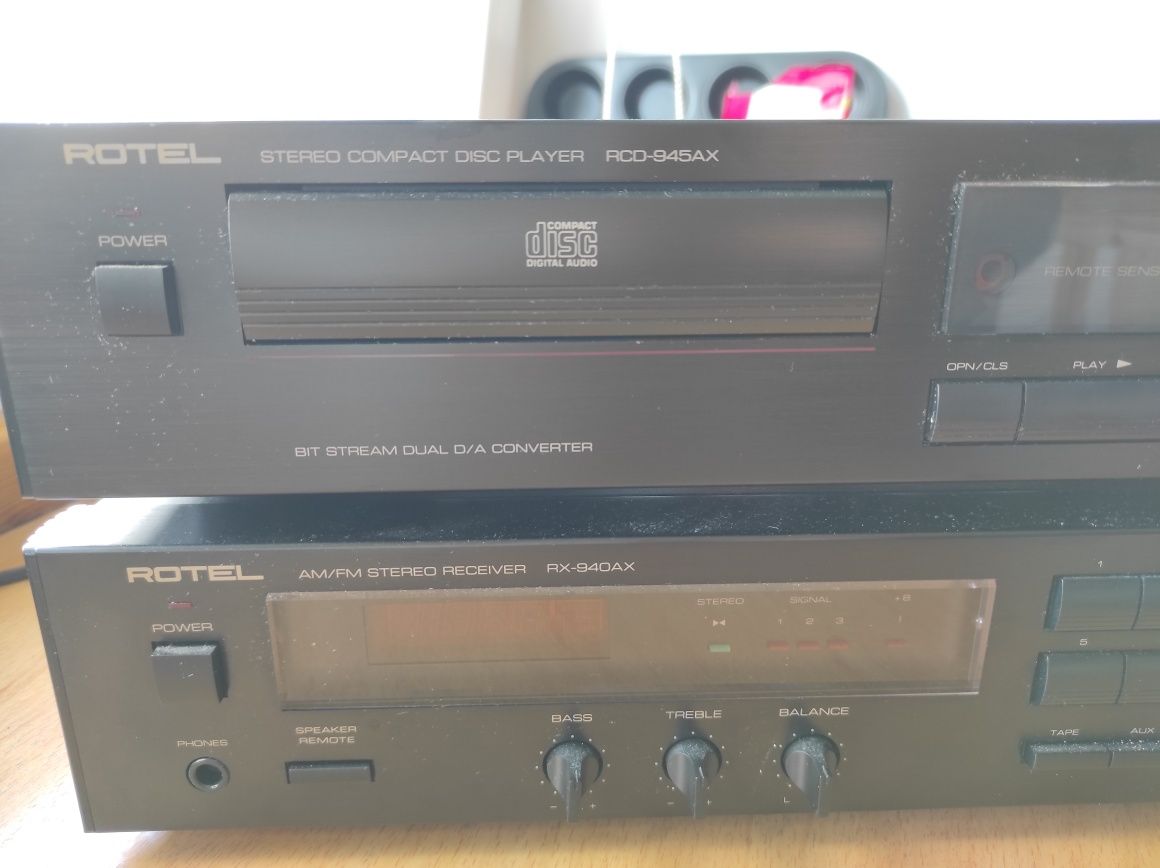 ROTEL STEREO COMPACT DISC PLAYER RCD-945AX
POWER
COMPACT
disc
DIGITAL AUDIO
REMOTE SENS
OPN/CLS PLAY
BIT STREAM DUAL D/A CONVERTER
ROTEL AM/FM STEREO RECEIVER RX-940AX
1
POWER
STEREO SIGNAL +8
1 2 3
5
SPEAKER
REMOTE
PHONES
BASS TREBLE BALANCE
TAPE AUX
- + - + L